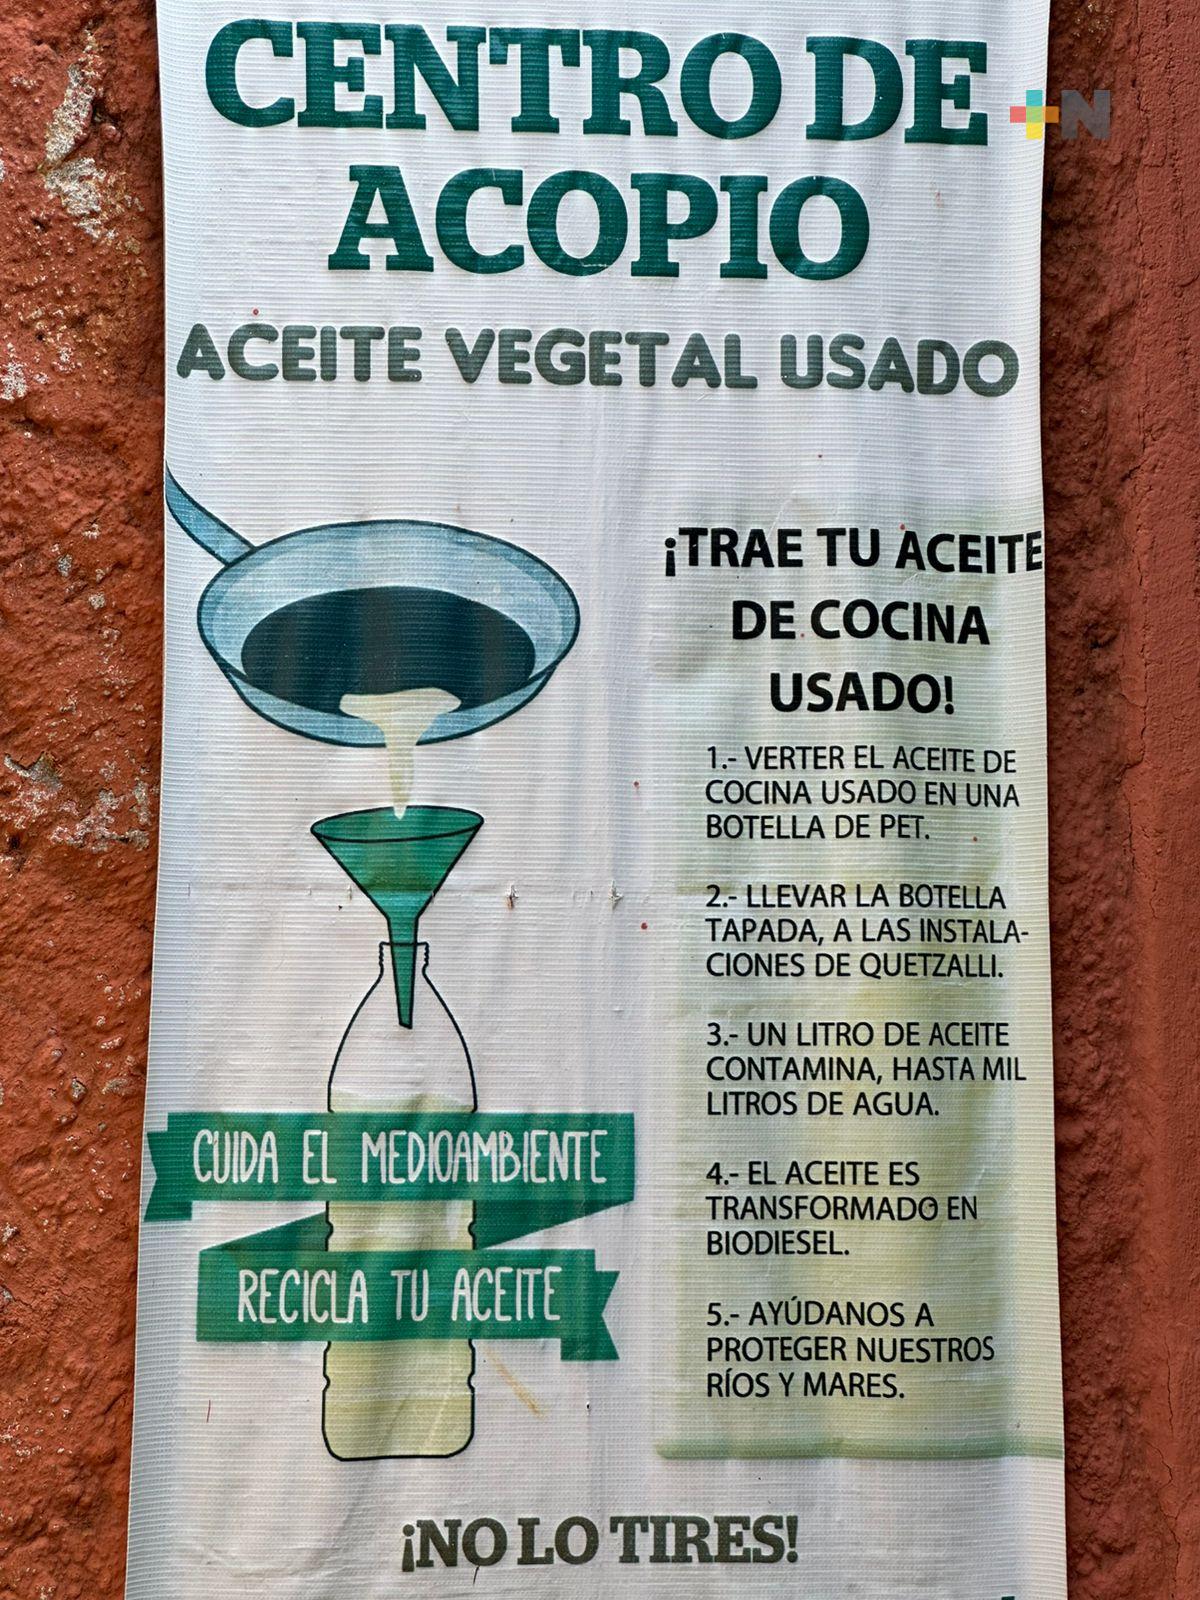 CENTRO DE
ACOPIO
ACEITE VEGETAL USADO
¡TRAE TU ACEITE
DE COCINA
USADO!
1.- VERTER EL ACEITE DE
COCINA USADO EN UNA
BOTELLA DE PET.
2.- LLEVAR LA BOTELLA
TAPADA, A LAS INSTALA-
CIONES DE QUETZALLI.
3.- UN LITRO DE ACEITE
CONTAMINA, HASTA MIL
LITROS DE AGUA.
4.- EL ACEITE ES
TRANSFORMADO EN
BIODIESEL.
5.- AYÚDANOS A
PROTEGER NUESTROS
RÍOS Y MARES.
CUIDA EL MEDIOAMBIENTE
RECICLA TU ACEITE
¡NO LO TIRES!
+N